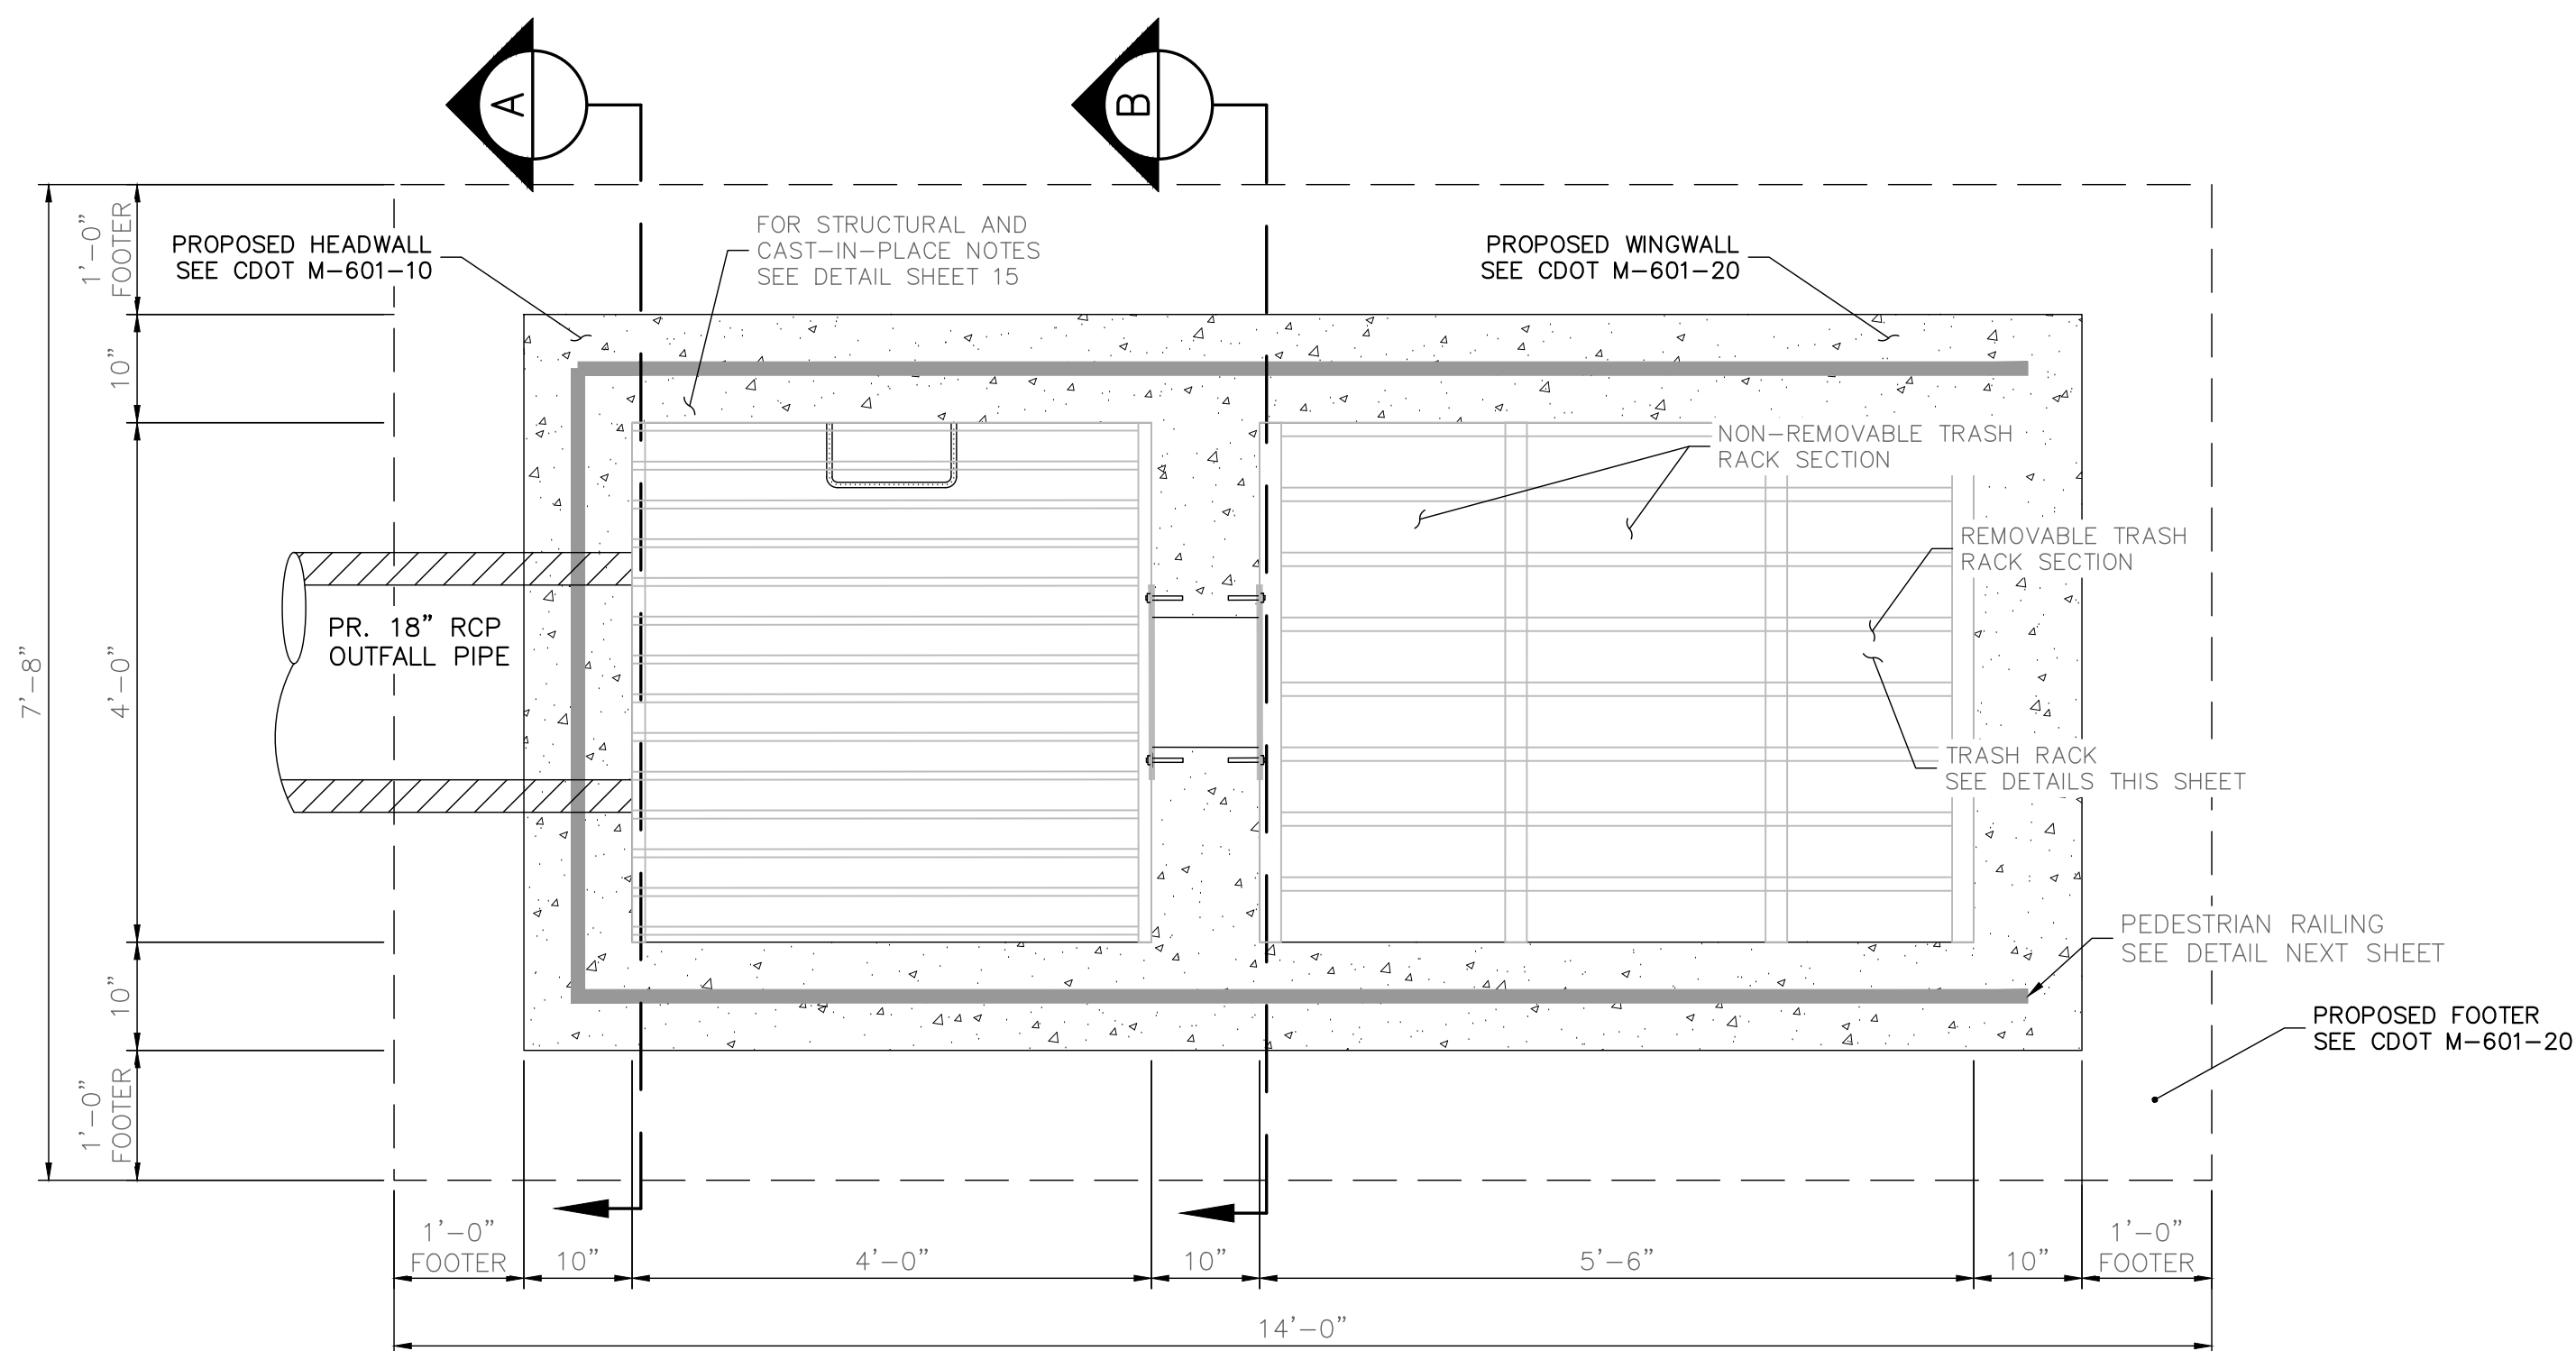 A
B
FOR STRUCTURAL AND
CAST-IN-PLACE NOTES
SEE DETAIL SHEET 15
PROPOSED HEADWALL
SEE CDOT M-601-10
PROPOSED WINGWALL
SEE CDOT M-601-20
1'-0"
FOOTER
10"
4'-0"
10"
1'-0"
FOOTER
7'-8"
NON-REMOVABLE TRASH
RACK SECTION
REMOVABLE TRASH
RACK SECTION
PR. 18" RCP
OUTFALL PIPE
TRASH RACK
SEE DETAILS THIS SHEET
PEDESTRIAN RAILING
SEE DETAIL NEXT SHEET
PROPOSED FOOTER
SEE CDOT M-601-20
1'-0"
FOOTER
10"
4'-0"
10"
5'-6"
10"
1'-0"
FOOTER
14'-0"